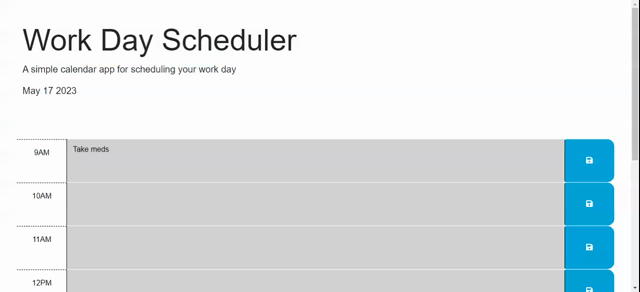 Work Day Scheduler
A simple calendar app for scheduling your work day
May 17 2023
9AM
Take meds
10AM
11AM
12PM